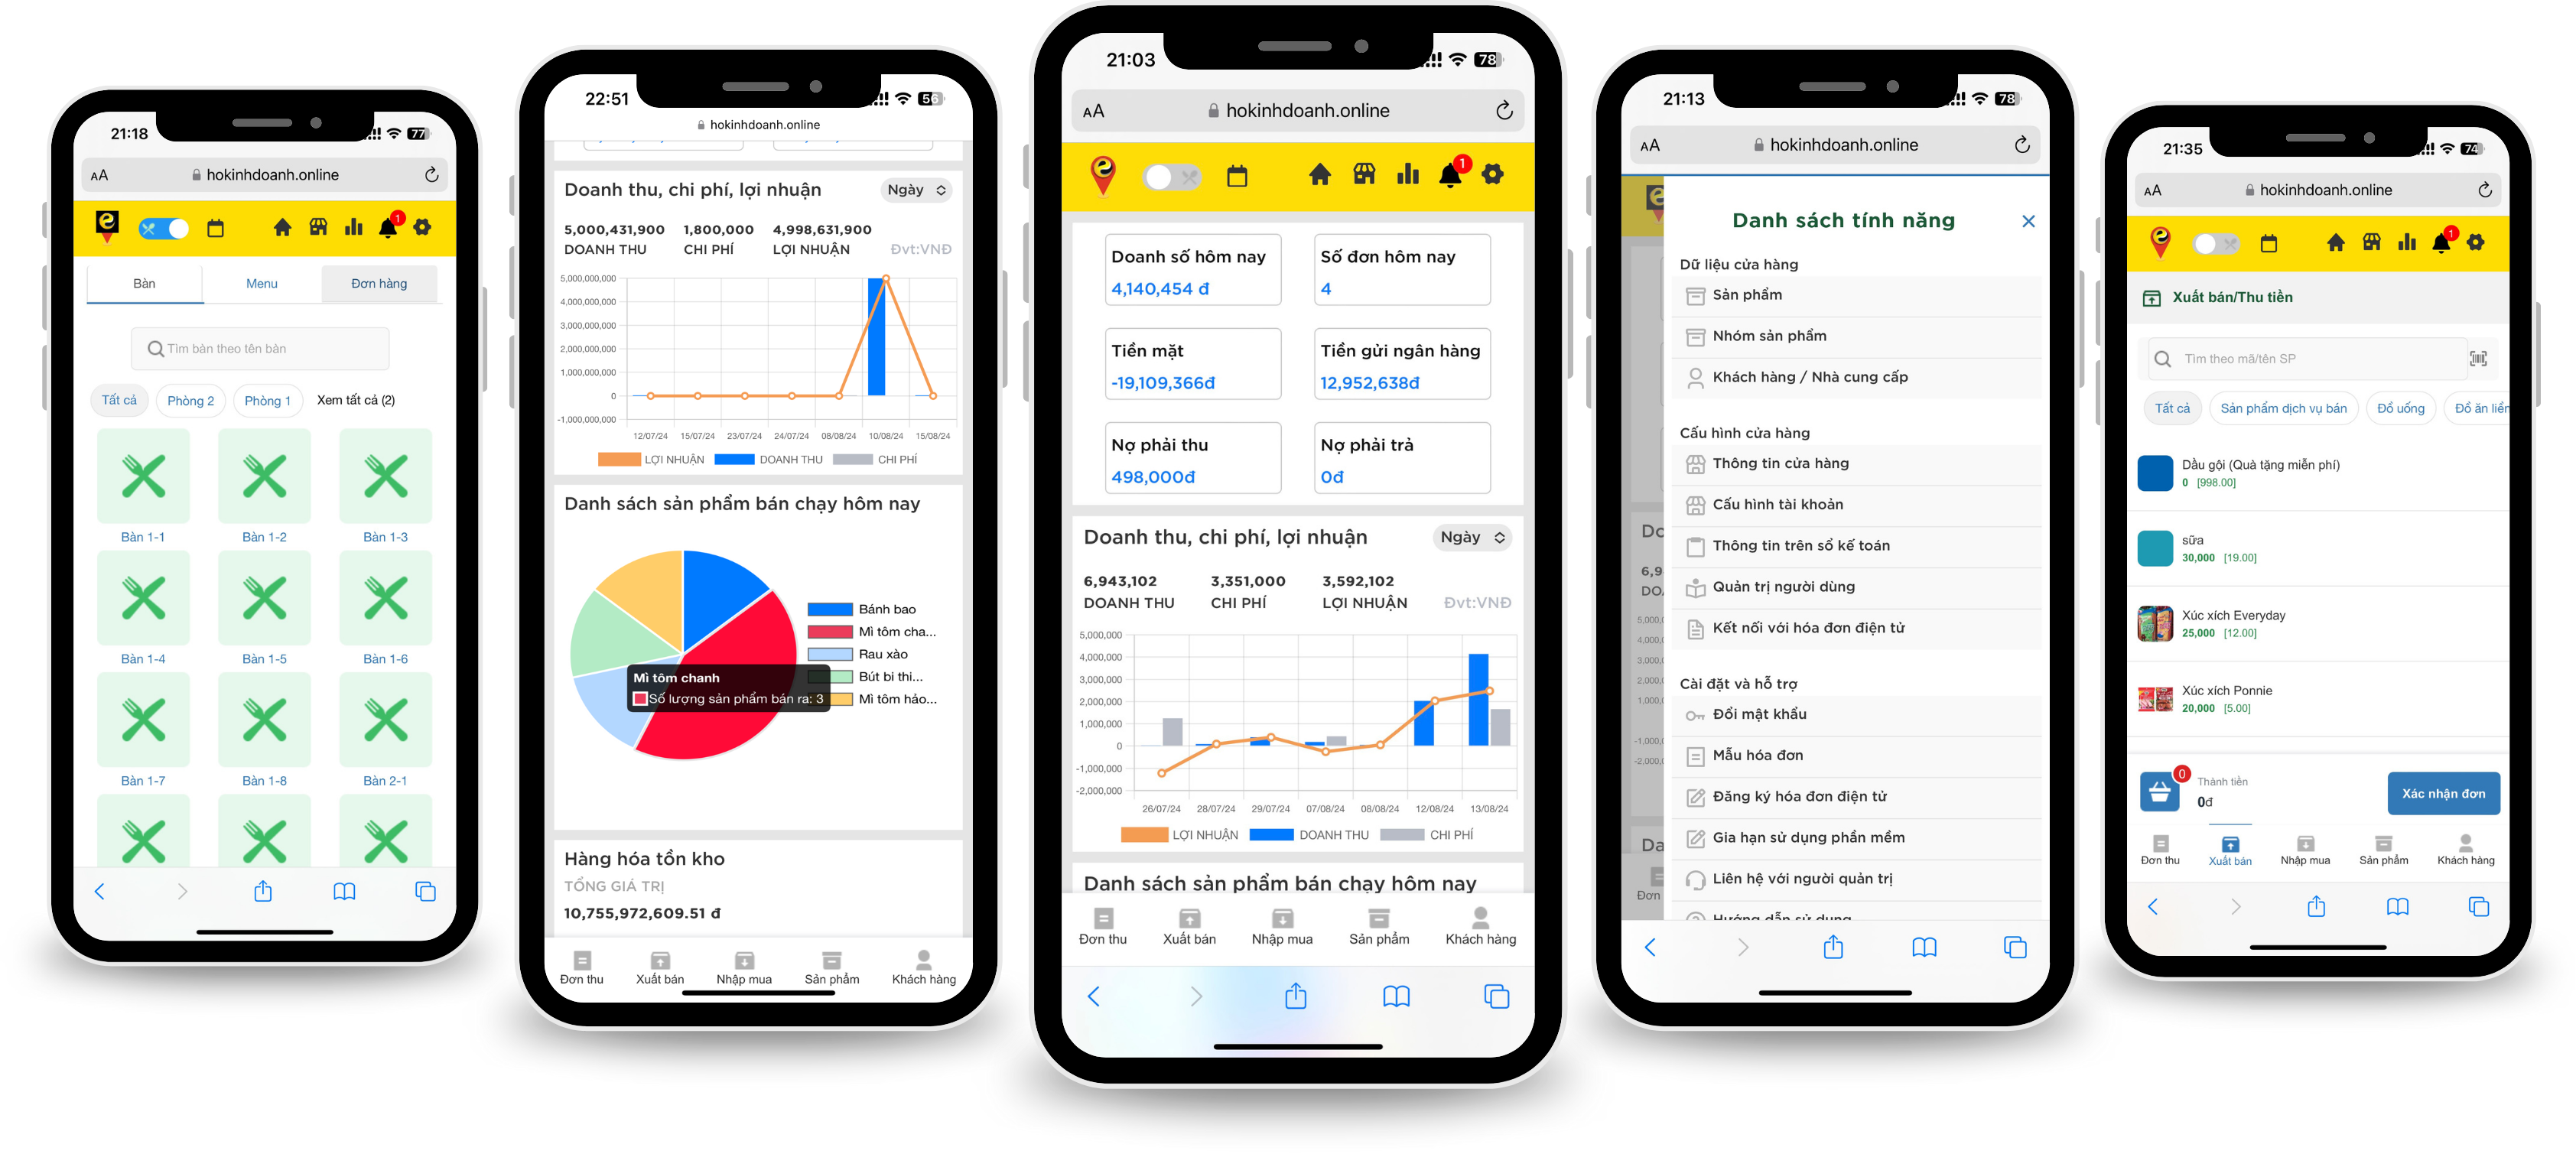 21:18
77
AA
hokinhdoanh.online
1
Bàn
Menu
Đơn hàng
Tìm bàn theo tên bàn
Tất cả
Phòng 2
Phòng 1
Xem tất cả (2)
Bàn 1-1
Bàn 1-2
Bàn 1-3
Bàn 1-4
Bàn 1-5
Bàn 1-6
Bàn 1-7
Bàn 1-8
Bàn 2-1
22:51
56
hokinhdoanh.online
Doanh thu, chi phí, lợi nhuận
Ngày
5,000,431,900
1,800,000
4,998,631,900
DOANH THU
CHI PHÍ
LỢI NHUẬN
Đvt:VNĐ
5,000,000,000
4,000,000,000
3,000,000,000
2,000,000,000
1,000,000,000
0
-1,000,000,000
12/07/24
15/07/24
23/07/24
24/07/24
08/08/24
10/08/24
15/08/24
LỢI NHUẬN
DOANH THU
CHI PHÍ
Danh sách sản phẩm bán chạy hôm nay
Bánh bao
Mì tôm cha...
Rau xào
Bút bi thi...
Mì tôm hảo...
Mì tôm chanh
Số lượng sản phẩm bán ra: 3
Hàng hóa tồn kho
TỔNG GIÁ TRỊ
10,755,972,609.51 đ
Đơn thu
Xuất bán
Nhập mua
Sản phẩm
Khách hàng
21:03
78
AA
hokinhdoanh.online
1
Doanh số hôm nay
4,140,454 đ
Số đơn hôm nay
4
Tiền mặt
-19,109,366đ
Tiền gửi ngân hàng
12,952,638đ
Nợ phải thu
498,000đ
Nợ phải trả
0đ
Doanh thu, chi phí, lợi nhuận
Ngày
6,943,102
3,351,000
3,592,102
DOANH THU
CHI PHÍ
LỢI NHUẬN
Đvt:VNĐ
5,000,000
4,000,000
3,000,000
2,000,000
1,000,000
0
-1,000,000
-2,000,000
26/07/24
28/07/24
29/07/24
07/08/24
08/08/24
12/08/24
13/08/24
LỢI NHUẬN
DOANH THU
CHI PHÍ
Danh sách sản phẩm bán chạy hôm nay
Đơn thu
Xuất bán
Nhập mua
Sản phẩm
Khách hàng
21:13
78
AA
hokinhdoanh.online
Danh sách tính năng
Dữ liệu cửa hàng
Sản phẩm
Nhóm sản phẩm
Khách hàng / Nhà cung cấp
Cấu hình cửa hàng
Thông tin cửa hàng
Cấu hình tài khoản
Thông tin trên sổ kế toán
Quản trị người dùng
Kết nối với hóa đơn điện tử
Cài đặt và hỗ trợ
Đổi mật khẩu
Mẫu hóa đơn
Đăng ký hóa đơn điện tử
Gia hạn sử dụng phần mềm
Liên hệ với người quản trị
Hướng dẫn sử dụng
Đơn
21:35
74
AA
hokinhdoanh.online
1
Xuất bán/Thu tiền
Tìm theo mã/tên SP
Tất cả
Sản phẩm dịch vụ bán
Đồ uống
Đồ ăn liền
Dầu gội (Quà tặng miễn phí)
0 [998.00]
sữa
30,000 [19.00]
Xúc xích Everyday
25,000 [12.00]
Xúc xích Ponnie
20,000 [5.00]
0
Thành tiền
0đ
Xác nhận đơn
Đơn thu
Xuất bán
Nhập mua
Sản phẩm
Khách hàng